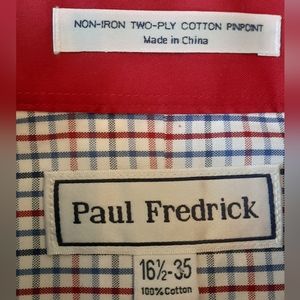 NON-IRON TWO-PLY COTTON PINPOINT
Made in China
Paul Fredrick
16½-35
100% Cotton